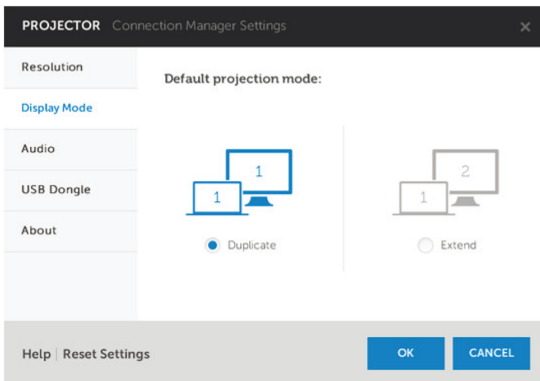 PROJECTOR Connection Manager Settings ×
Resolution
Display Mode
Audio
USB Dongle
About
Default projection mode:
1 1
1 2
Duplicate
Extend
Help | Reset Settings
OK
CANCEL